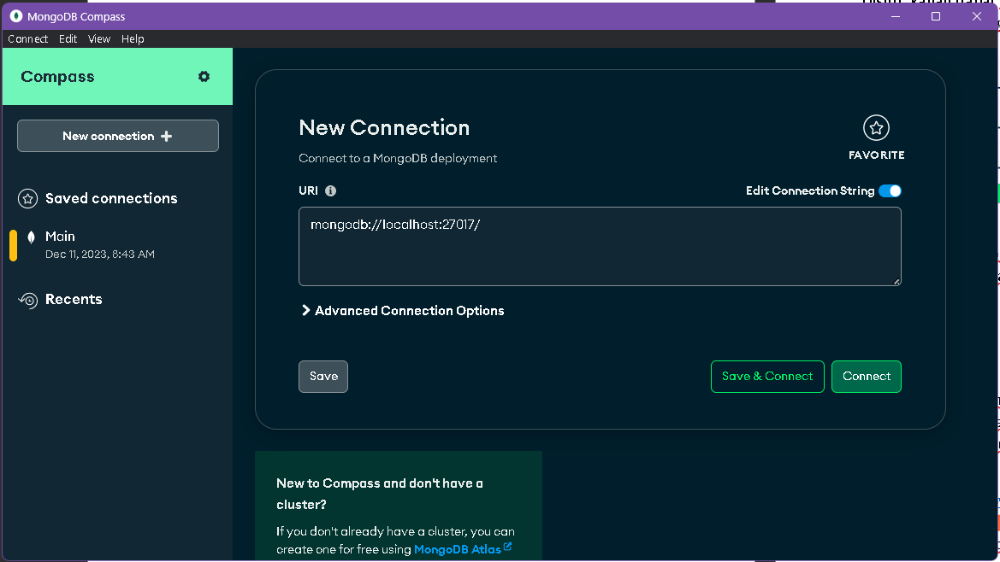 MongoDB Compass
Connect Edit View Help
Compass
New connection
Saved connections
Main
Dec 11, 2023, 8:43 AM
Recents
New Connection
Connect to a MongoDB deployment
FAVORITE
URI
Edit Connection String
mongodb://localhost:27017/
Advanced Connection Options
Save
Save & Connect
Connect
New to Compass and don't have a
cluster?
If you don't already have a cluster, you can
create one for free using MongoDB Atlas